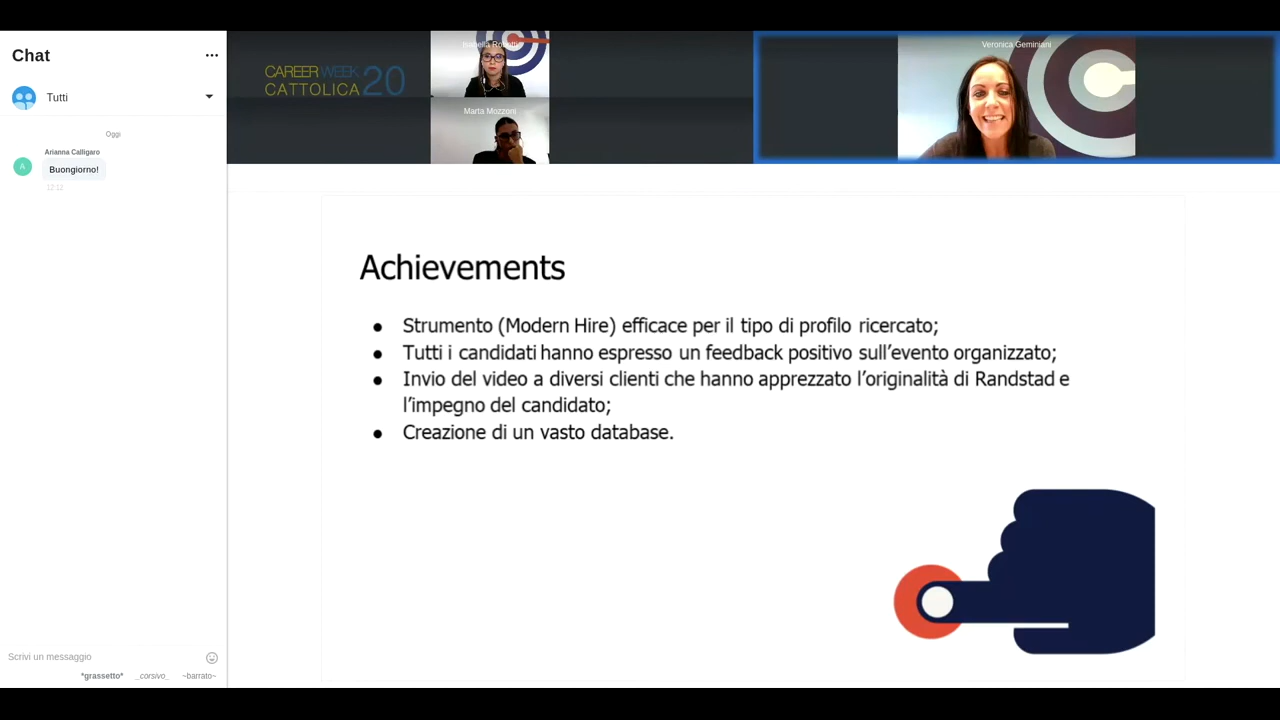 Chat
Tutti
Oggi
Arianna Calligaro
A
Buongiorno!
12:12
Scrivi un messaggio
*grassetto*
_corsivo_
~barrato~
CAREER WEEK
CATTOLICA 20
Isabella
Marta Mozzoni
Veronica Geminiani
Achievements
● Strumento (Modern Hire) efficace per il tipo di profilo ricercato;
● Tutti i candidati hanno espresso un feedback positivo sull'evento organizzato;
● Invio del video a diversi clienti che hanno apprezzato l'originalità di Randstad e
l'impegno del candidato;
● Creazione di un vasto database.